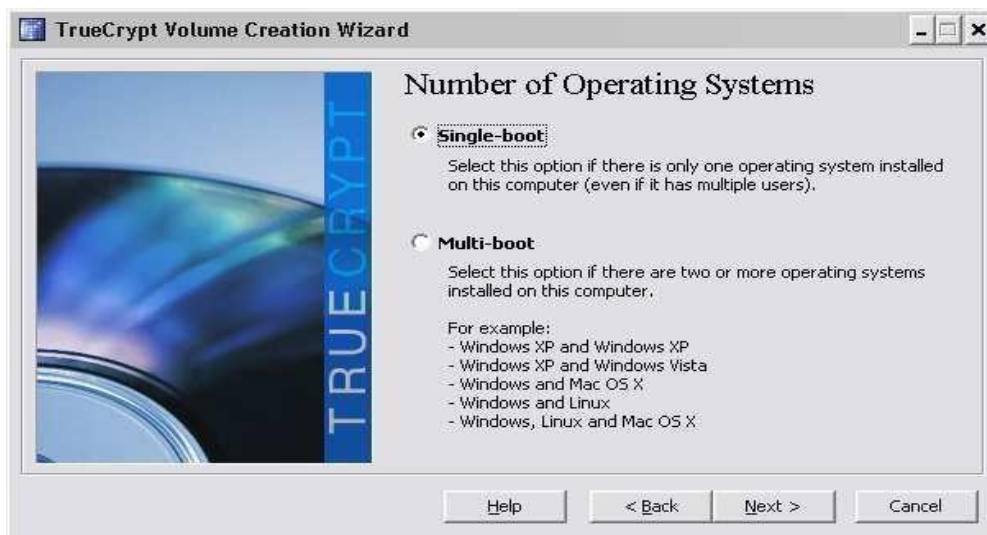 TrueCrypt Volume Creation Wizard
TRUECRYPT
Number of Operating Systems
Single-boot
Select this option if there is only one operating system installed
on this computer (even if it has multiple users).
Multi-boot
Select this option if there are two or more operating systems
installed on this computer.
For example:
- Windows XP and Windows XP
- Windows XP and Windows Vista
- Windows and Mac OS X
- Windows and Linux
- Windows, Linux and Mac OS X
Help
< Back
Next >
Cancel